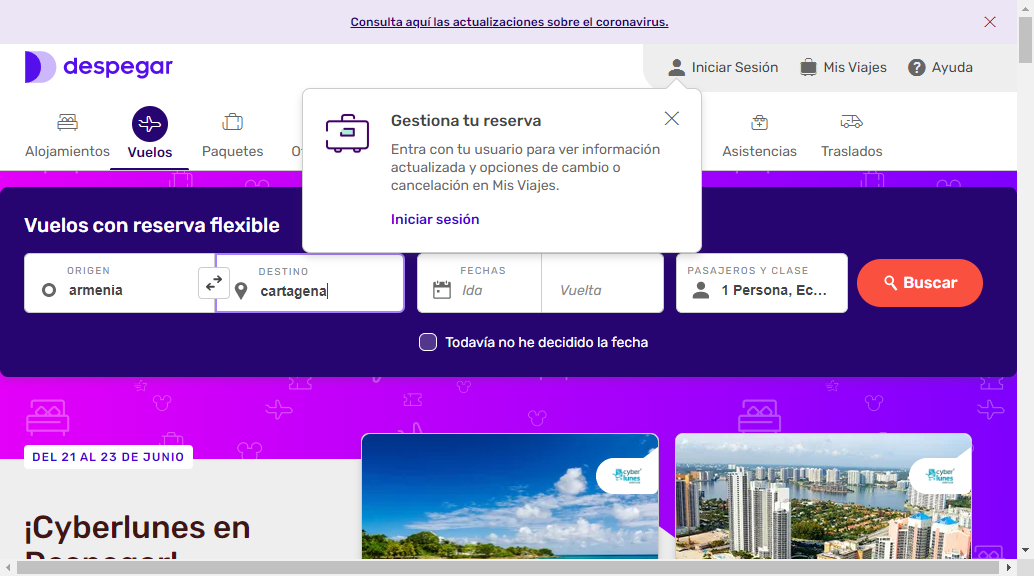 Consulta aquí las actualizaciones sobre el coronavirus.
despegar
Iniciar Sesión
Mis Viajes
Ayuda
Alojamientos
Vuelos
Paquetes
Asistencias
Traslados
Gestiona tu reserva
Entra con tu usuario para ver información
actualizada y opciones de cambio o
cancelación en Mis Viajes.
Iniciar sesión
Vuelos con reserva flexible
ORIGEN
armenia
DESTINO
cartagena
FECHAS
Ida
Vuelta
PASAJEROS Y CLASE
1 Persona, Ec...
Buscar
Todavía no he decidido la fecha
DEL 21 AL 23 DE JUNIO
cyber
lunes
cyber
lunes
¡Cyberlunes en
Despegar!